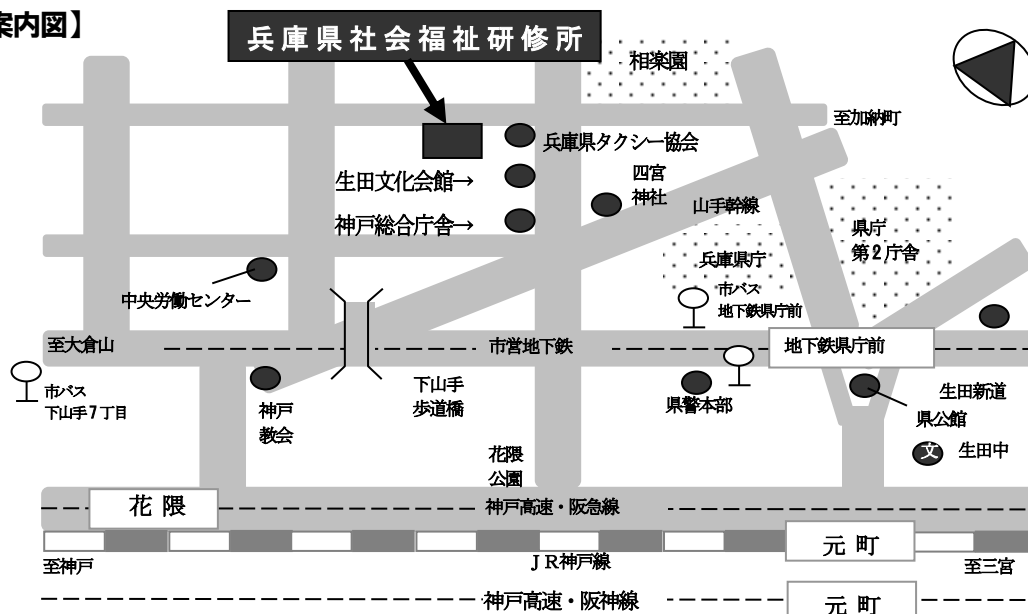 案内図】
兵庫県社会福祉研修所
相楽園
至加納町
兵庫県タクシー協会
四宮
神社
生田文化会館→
山手幹線
神戸総合庁舎→
県庁
第2庁舎
兵庫県庁
中央労働センター
市バス
地下鉄県庁前
至大倉山
市営地下鉄
地下鉄県庁前
市バス
下山手7丁目
神戸
教会
下山手
歩道橋
県警本部
生田新道
県公館
文
生田中
花隈
公園
花隈
神戸高速・阪急線
元町
至神戸
JR神戸線
至三宮
神戸高速・阪神線
元町